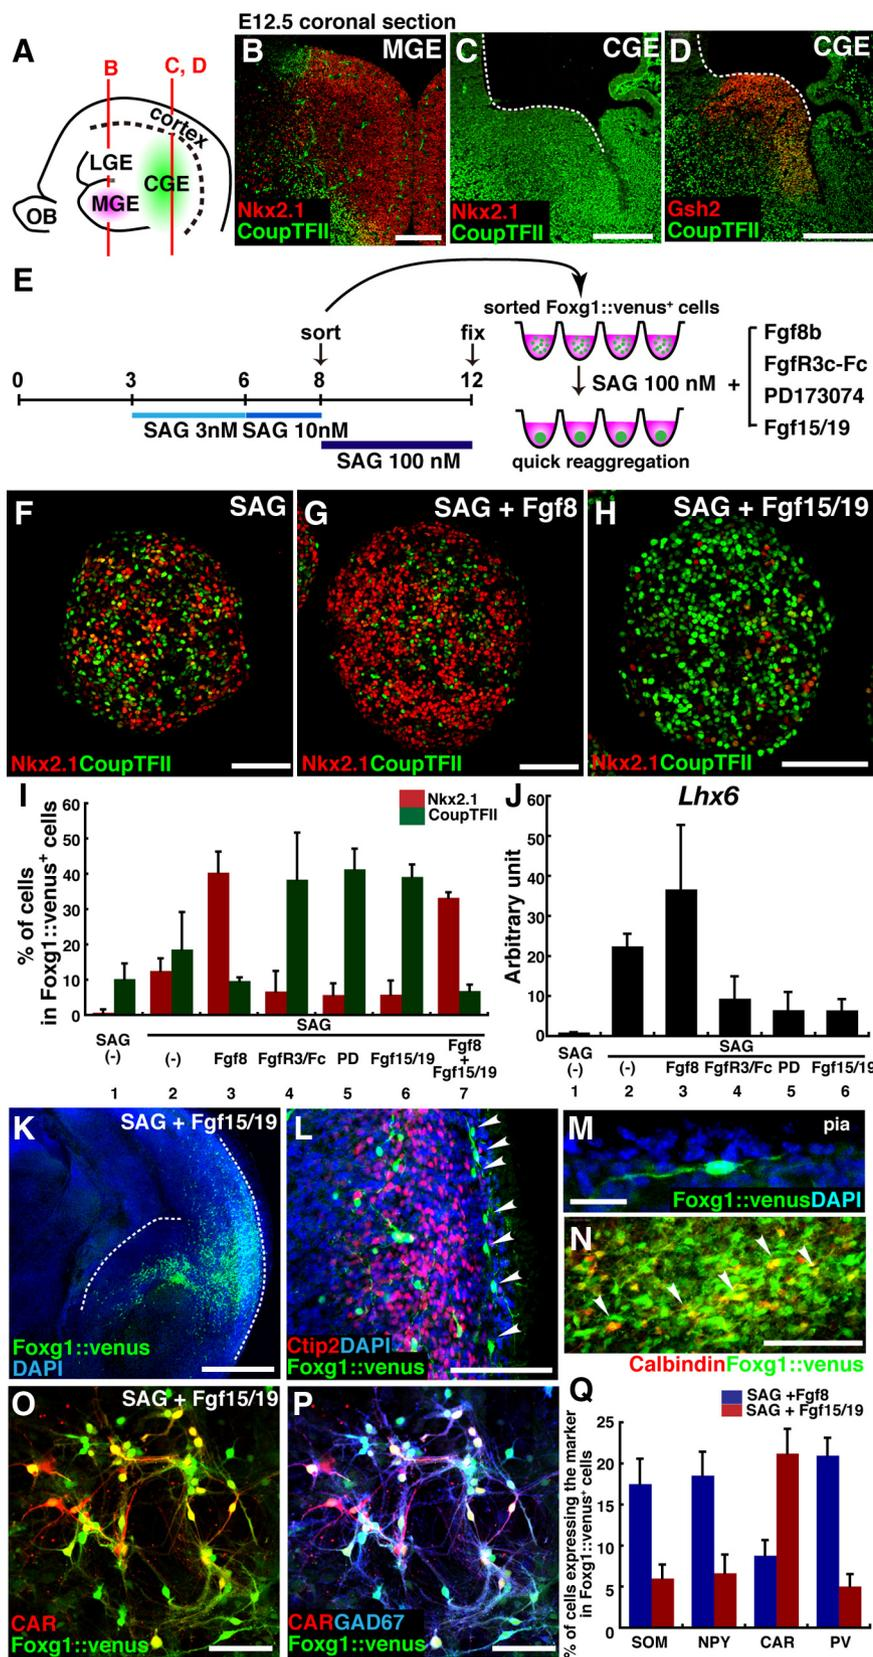 E12.5 coronal section
A
B
C, D
cortex
LGE
CGE
MGE
OB
B
MGE
Nkx2.1
CoupTFII
C
CGE
Nkx2.1
CoupTFII
D
CGE
Gsh2
CoupTFII
E
sort
fix
0
3
6
8
12
SAG 3nM
SAG 10nM
SAG 100 nM
sorted Foxg1::venus+ cells
SAG 100 nM
+
Fgf8b
FgfR3c-Fc
PD173074
Fgf15/19
quick reaggregation
F
SAG
Nkx2.1CoupTFII
G
SAG + Fgf8
Nkx2.1CoupTFII
H
SAG + Fgf15/19
Nkx2.1CoupTFII
I
% of cells
in Foxg1::venus+ cells
60
50
40
30
20
10
0
Nkx2.1
CoupTFII
SAG
SAG
(-)
(-)
Fgf8
FgfR3/Fc
PD
Fgf15/19
Fgf8
+
Fgf15/19
1
2
3
4
5
6
7
J
Lhx6
Arbitrary unit
60
50
40
30
20
10
0
SAG
SAG
(-)
(-)
Fgf8
FgfR3/Fc
PD
Fgf15/19
1
2
3
4
5
6
K
SAG + Fgf15/19
Foxg1::venus
DAPI
L
Ctip2DAPI
Foxg1::venus
M
pia
Foxg1::venusDAPI
N
CalbindinFoxg1::venus
O
SAG + Fgf15/19
CAR
Foxg1::venus
P
CARGAD67
Foxg1::venus
Q
SAG +Fgf8
SAG + Fgf15/19
% of cells expressing the marker
in Foxg1::venus+ cells
25
20
15
10
5
0
SOM
NPY
CAR
PV